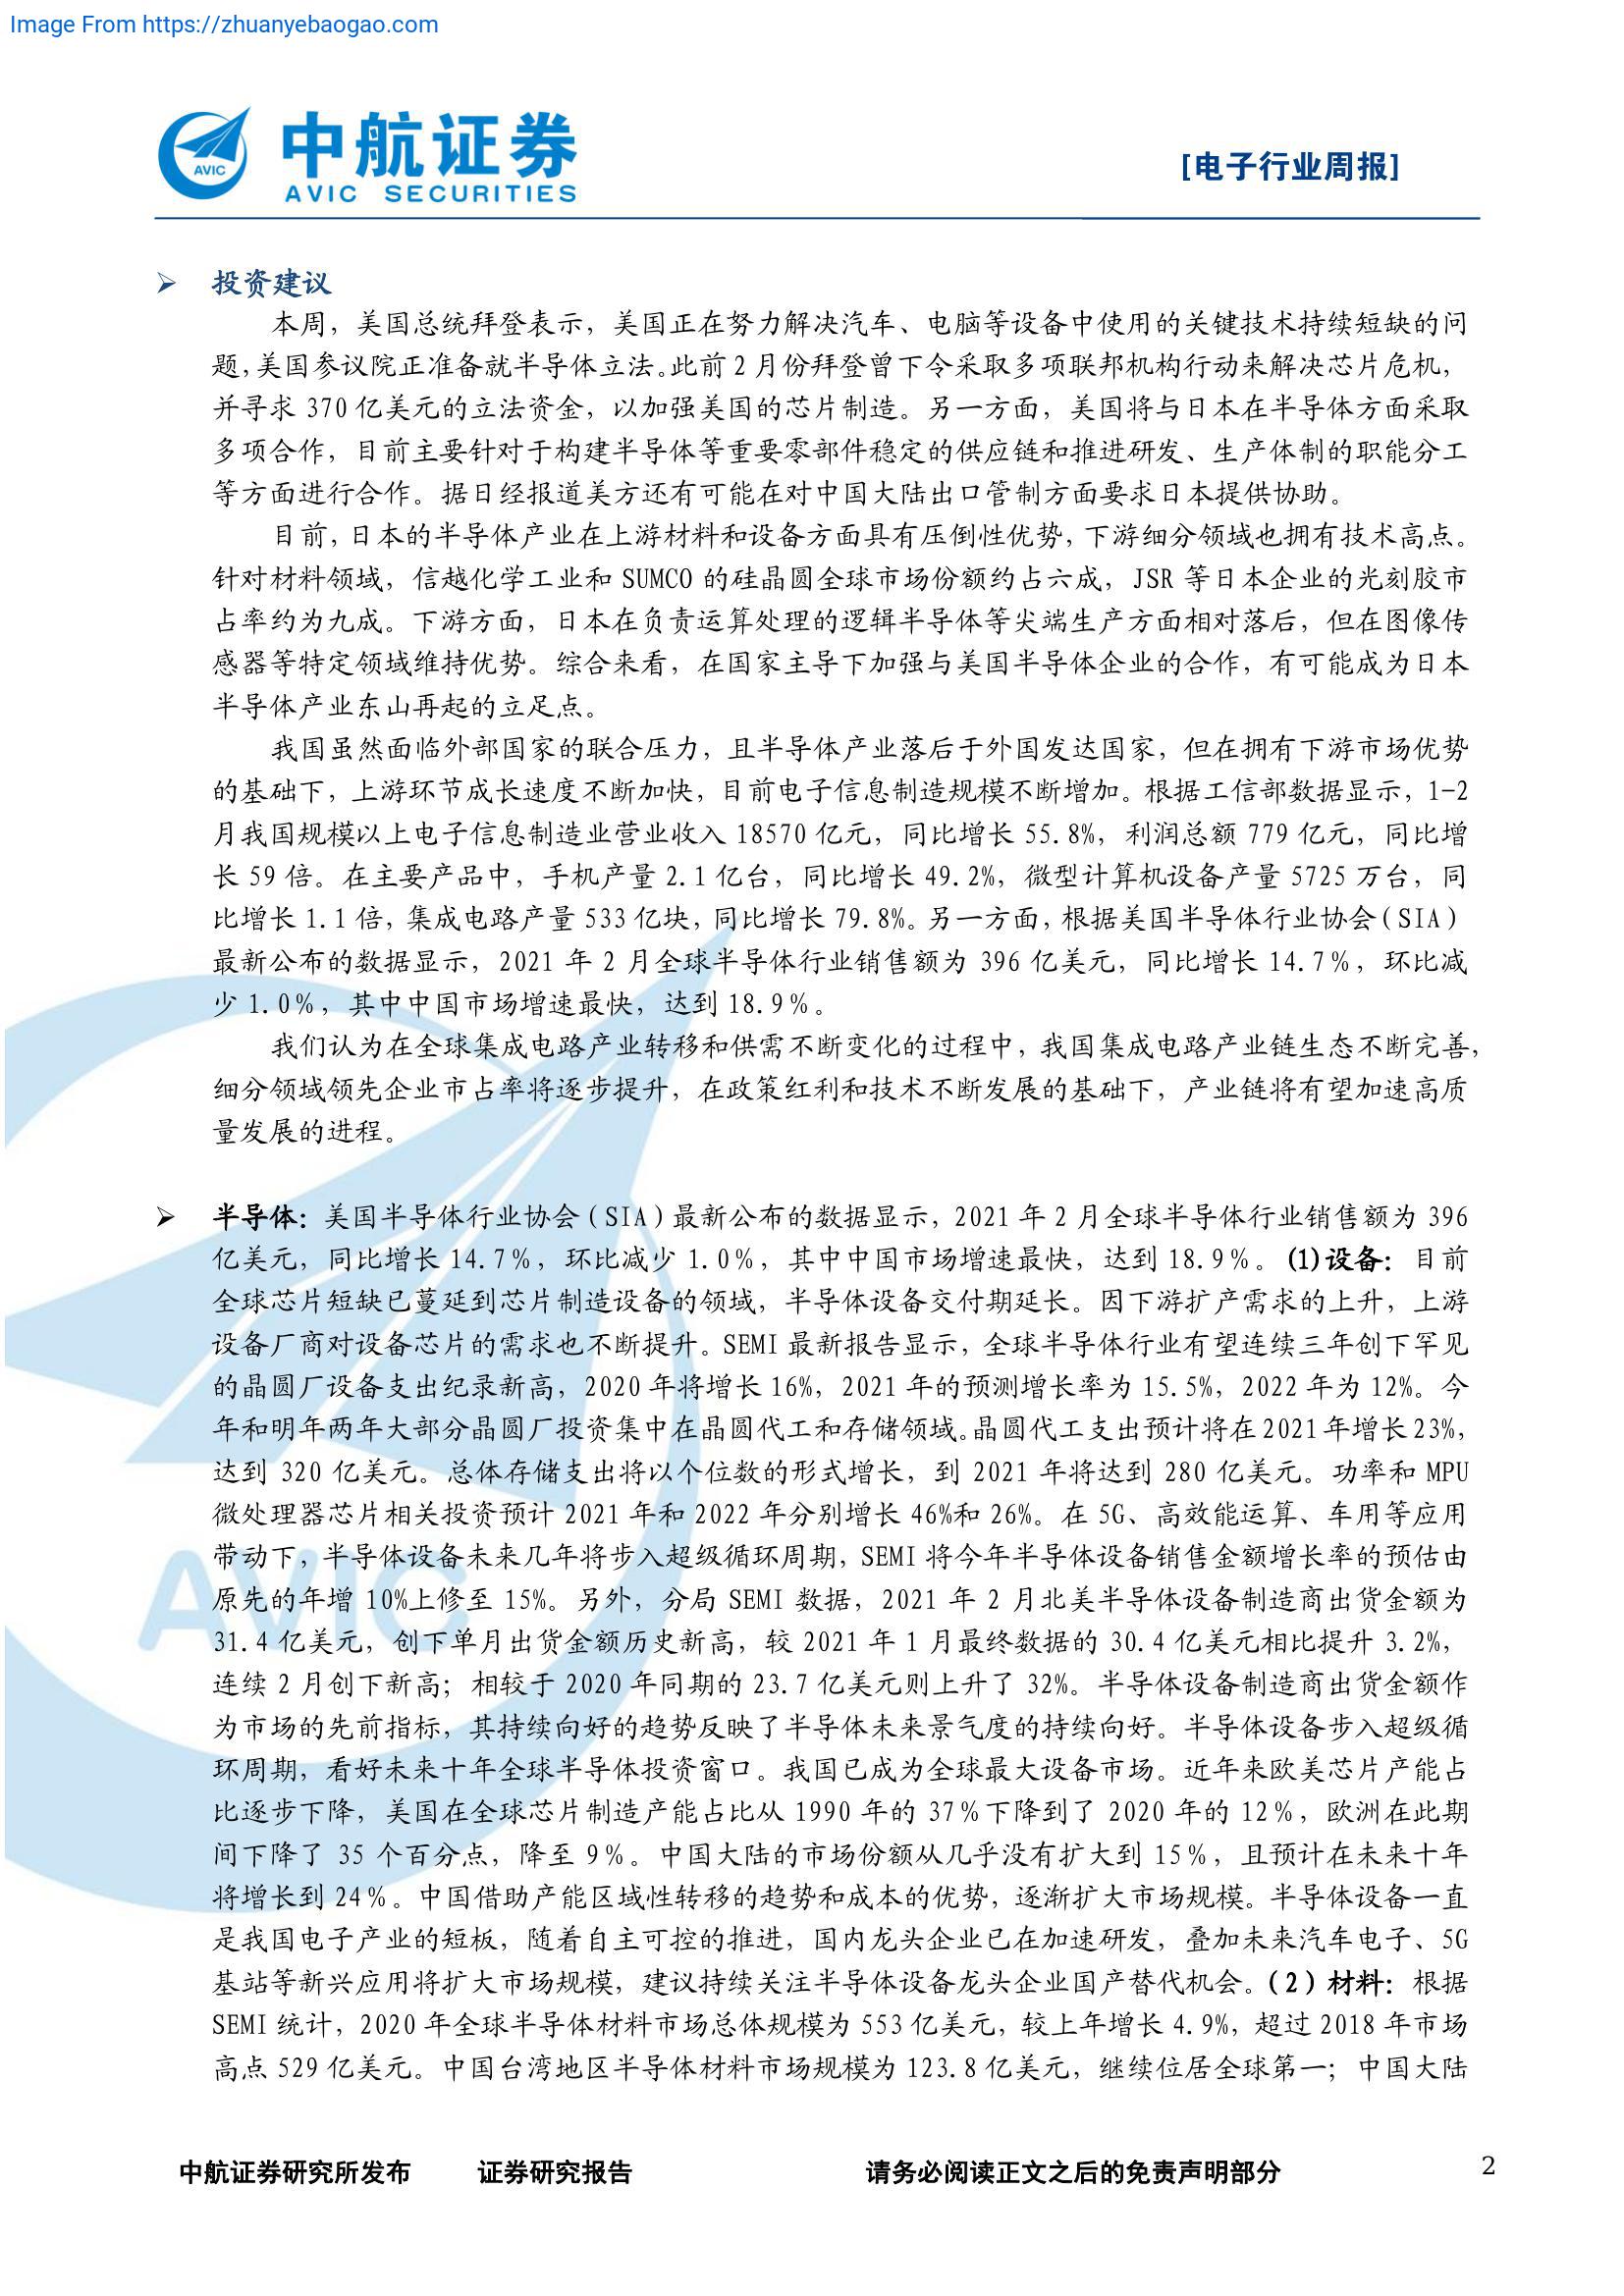 Image From https://zhuanyebaogao.com
AVIC
中航证券
AVIC SECURITIES
[电子行业周报]
➢ 投资建议
本周，美国总统拜登表示，美国正在努力解决汽车、电脑等设备中使用的关键技术持续短缺的问
题，美国参议院正准备就半导体立法。此前 2 月份拜登曾下令采取多项联邦机构行动来解决芯片危机，
并寻求 370 亿美元的立法资金，以加强美国的芯片制造。另一方面，美国将与日本在半导体方面采取
多项合作，目前主要针对于构建半导体等重要零部件稳定的供应链和推进研发、生产体制的职能分工
等方面进行合作。据日经报道美方还有可能在对中国大陆出口管制方面要求日本提供协助。
目前，日本的半导体产业在上游材料和设备方面具有压倒性优势，下游细分领域也拥有技术高点。
针对材料领域，信越化学工业和 SUMCO 的硅晶圆全球市场份额约占六成，JSR 等日本企业的光刻胶市
占率约为九成。下游方面，日本在负责运算处理的逻辑半导体等尖端生产方面相对落后，但在图像传
感器等特定领域维持优势。综合来看，在国家主导下加强与美国半导体企业的合作，有可能成为日本
半导体产业东山再起的立足点。
我国虽然面临外部国家的联合压力，且半导体产业落后于外国发达国家，但在拥有下游市场优势
的基础下，上游环节成长速度不断加快，目前电子信息制造规模不断增加。根据工信部数据显示，1-2
月我国规模以上电子信息制造业营业收入 18570 亿元，同比增长 55.8%，利润总额 779 亿元，同比增
长 59 倍。在主要产品中，手机产量 2.1 亿台，同比增长 49.2%，微型计算机设备产量 5725 万台，同
比增长 1.1 倍，集成电路产量 533 亿块，同比增长 79.8%。另一方面，根据美国半导体行业协会（SIA）
最新公布的数据显示，2021 年 2 月全球半导体行业销售额为 396 亿美元，同比增长 14.7%，环比减
少 1.0%，其中中国市场增速最快，达到 18.9%。
我们认为在全球集成电路产业转移和供需不断变化的过程中，我国集成电路产业链生态不断完善，
细分领域领先企业市占率将逐步提升，在政策红利和技术不断发展的基础下，产业链将有望加速高质
量发展的进程。
➢ 半导体：美国半导体行业协会（SIA）最新公布的数据显示，2021 年 2 月全球半导体行业销售额为 396
亿美元，同比增长 14.7%，环比减少 1.0%，其中中国市场增速最快，达到 18.9%。(1)设备：目前
全球芯片短缺已蔓延到芯片制造设备的领域，半导体设备交付期延长。因下游扩产需求的上升，上游
设备厂商对设备芯片的需求也不断提升。SEMI 最新报告显示，全球半导体行业有望连续三年创下罕见
的晶圆厂设备支出纪录新高，2020 年将增长 16%，2021 年的预测增长率为 15.5%，2022 年为 12%。今
年和明年两年大部分晶圆厂投资集中在晶圆代工和存储领域。晶圆代工支出预计将在 2021 年增长 23%，
达到 320 亿美元。总体存储支出将以个位数的形式增长，到 2021 年将达到 280 亿美元。功率和 MPU
微处理器芯片相关投资预计 2021 年和 2022 年分别增长 46%和 26%。在 5G、高效能运算、车用等应用
带动下，半导体设备未来几年将步入超级循环周期，SEMI 将今年半导体设备销售金额增长率的预估由
原先的年增 10%上修至 15%。另外，分局 SEMI 数据，2021 年 2 月北美半导体设备制造商出货金额为
31.4 亿美元，创下单月出货金额历史新高，较 2021 年 1 月最终数据的 30.4 亿美元相比提升 3.2%，
连续 2 月创下新高；相较于 2020 年同期的 23.7 亿美元则上升了 32%。半导体设备制造商出货金额作
为市场的先前指标，其持续向好的趋势反映了半导体未来景气度的持续向好。半导体设备步入超级循
环周期，看好未来十年全球半导体投资窗口。我国已成为全球最大设备市场。近年来欧美芯片产能占
比逐步下降，美国在全球芯片制造产能占比从 1990 年的 37%下降到了 2020 年的 12%，欧洲在此期
间下降了 35 个百分点，降至 9%。中国大陆的市场份额从几乎没有扩大到 15%，且预计在未来十年
将增长到 24%。中国借助产能区域性转移的趋势和成本的优势，逐渐扩大市场规模。半导体设备一直
是我国电子产业的短板，随着自主可控的推进，国内龙头企业已在加速研发，叠加未来汽车电子、5G
基站等新兴应用将扩大市场规模，建议持续关注半导体设备龙头企业国产替代机会。（2）材料：根据
SEMI 统计，2020 年全球半导体材料市场总体规模为 553 亿美元，较上年增长 4.9%，超过 2018 年市场
高点 529 亿美元。中国台湾地区半导体材料市场规模为 123.8 亿美元，继续位居全球第一；中国大陆
AVIC
中航证券研究所发布 证券研究报告 请务必阅读正文之后的免责声明部分 2